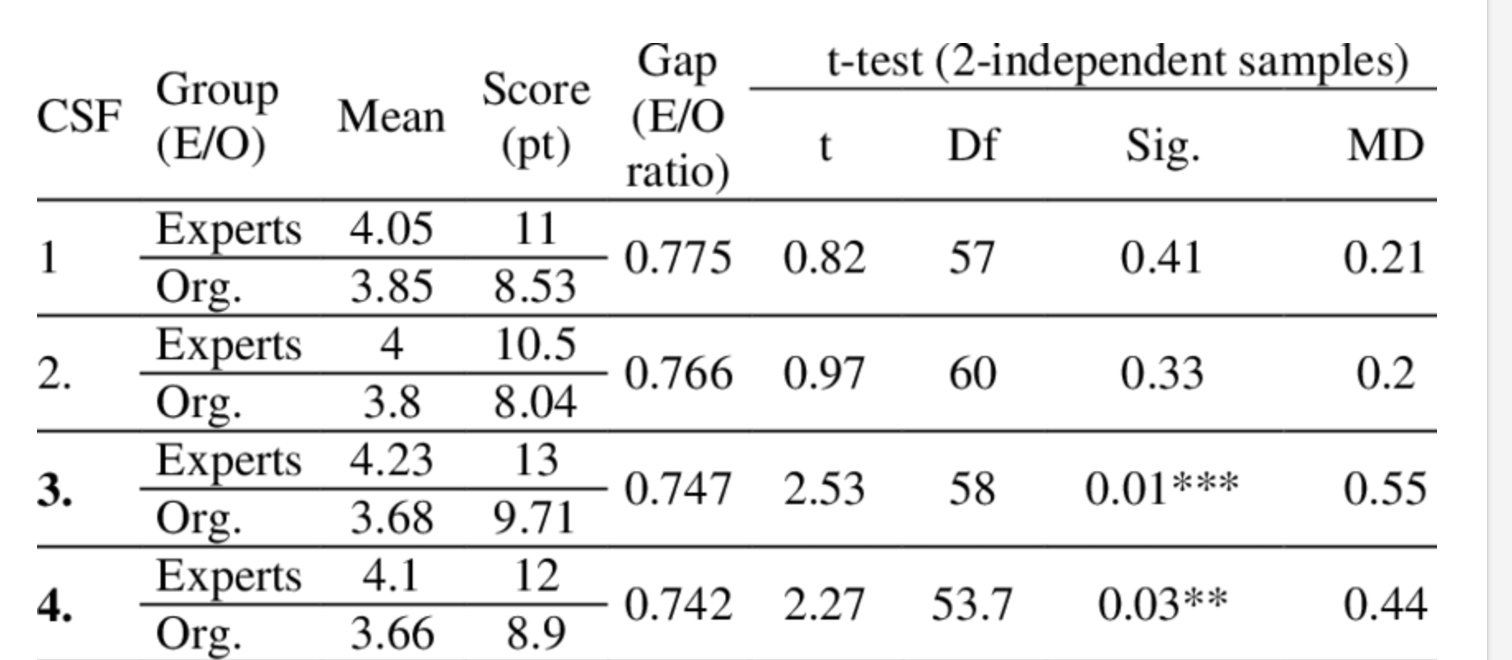 CSF Group (E/O) Mean Score (pt) Gap (E/O ratio) t-test (2-independent samples)
t Df Sig. MD
1 Experts 4.05 11 0.775 0.82 57 0.41 0.21
Org. 3.85 8.53
2. Experts 4 10.5 0.766 0.97 60 0.33 0.2
Org. 3.8 8.04
3. Experts 4.23 13 0.747 2.53 58 0.01*** 0.55
Org. 3.68 9.71
4. Experts 4.1 12 0.742 2.27 53.7 0.03** 0.44
Org. 3.66 8.9